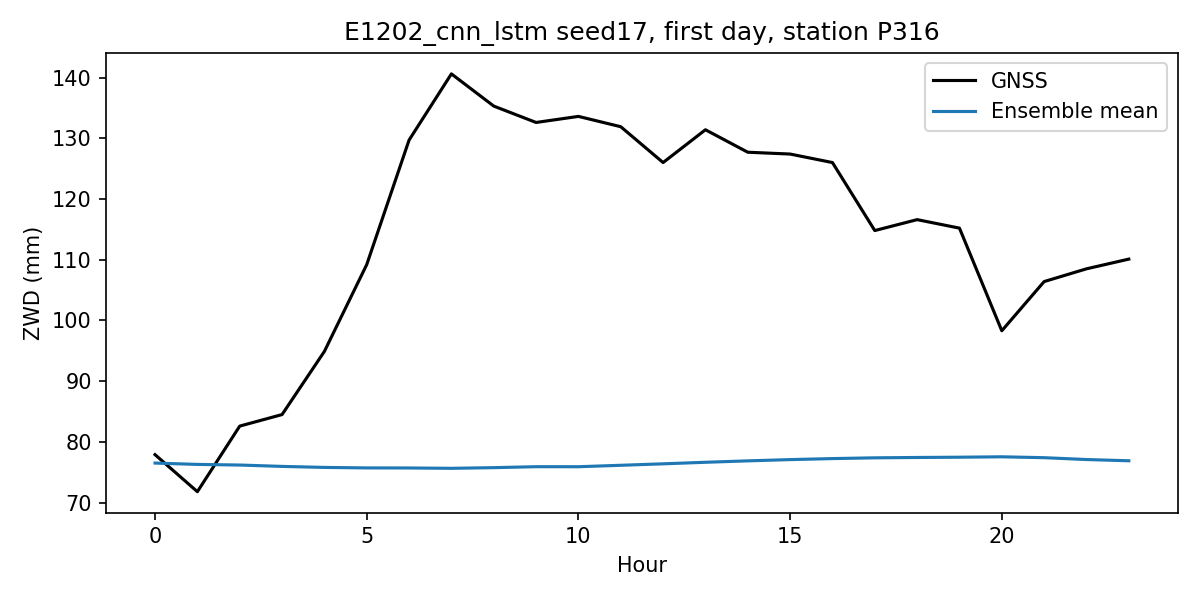 E1202_cnn_lstm seed17, first day, station P316
GNSS
Ensemble mean
ZWD (mm)
140
130
120
110
100
90
80
70
0 5 10 15 20
Hour